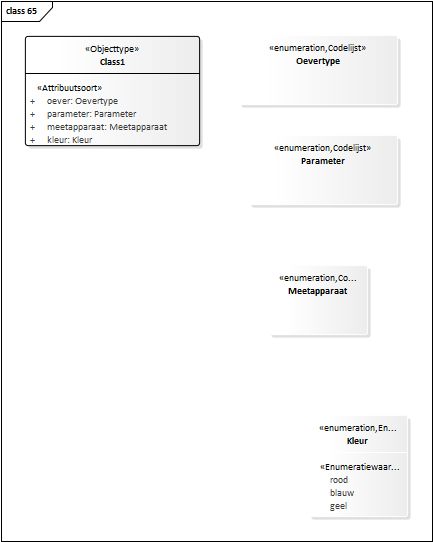 class 65
«Objecttype»
Class1
«Attribuutsoort»
+ oever: Oevertype
+ parameter: Parameter
+ meetapparaat: Meetapparaat
+ kleur: Kleur
«enumeration,Codelijst»
Oevertype
«enumeration,Codelijst»
Parameter
«enumeration,Co...
Meetapparaat
«enumeration,En...
Kleur
«Enumeratiewaar...
rood
blauw
geel